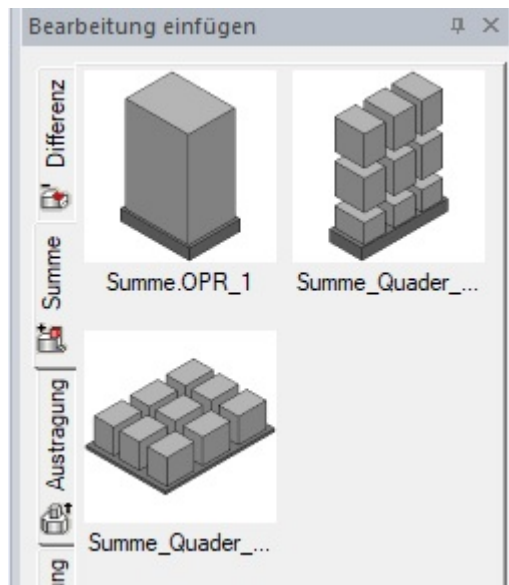 Bearbeitung einfügen
Differenz
Summe
Austragung
Summe.OPR_1
Summe_Quader_...
Summe_Quader_...